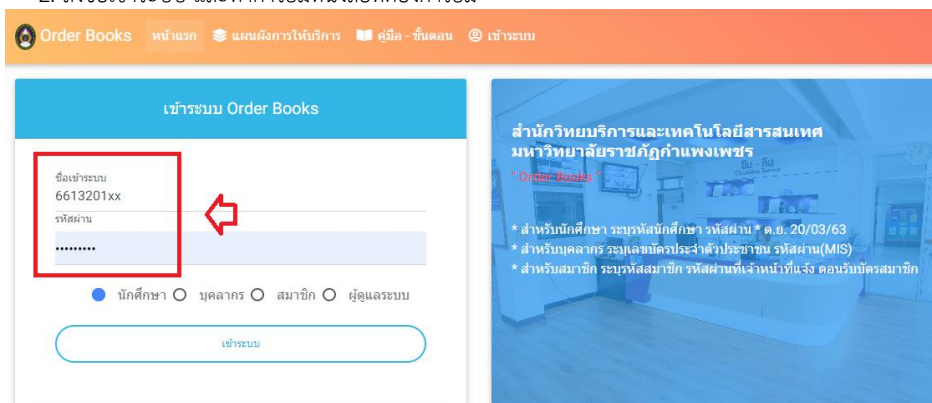 Order Books หน้าแรก แผนผังการให้บริการ คู่มือ - ขั้นตอน เข้าระบบ
เข้าระบบ Order Books
ชื่อเข้าระบบ
6613201xx
รหัสผ่าน
•••••••••
นักศึกษา บุคลากร สมาชิก ผู้ดูแลระบบ
เข้าระบบ
สำนักวิทยบริการและเทคโนโลยีสารสนเทศ
มหาวิทยาลัยราชภัฏกำแพงเพชร
" Order Books "
ยืม - คืน
* สำหรับนักศึกษา ระบุรหัสนักศึกษา รหัสผ่าน * ต.ย. 20/03/63
* สำหรับบุคลากร ระบุเลขบัตรประจำตัวประชาชน รหัสผ่าน(MIS)
* สำหรับสมาชิก ระบุรหัสสมาชิก รหัสผ่านที่เจ้าหน้าที่แจ้ง ตอนรับบัตรสมาชิก